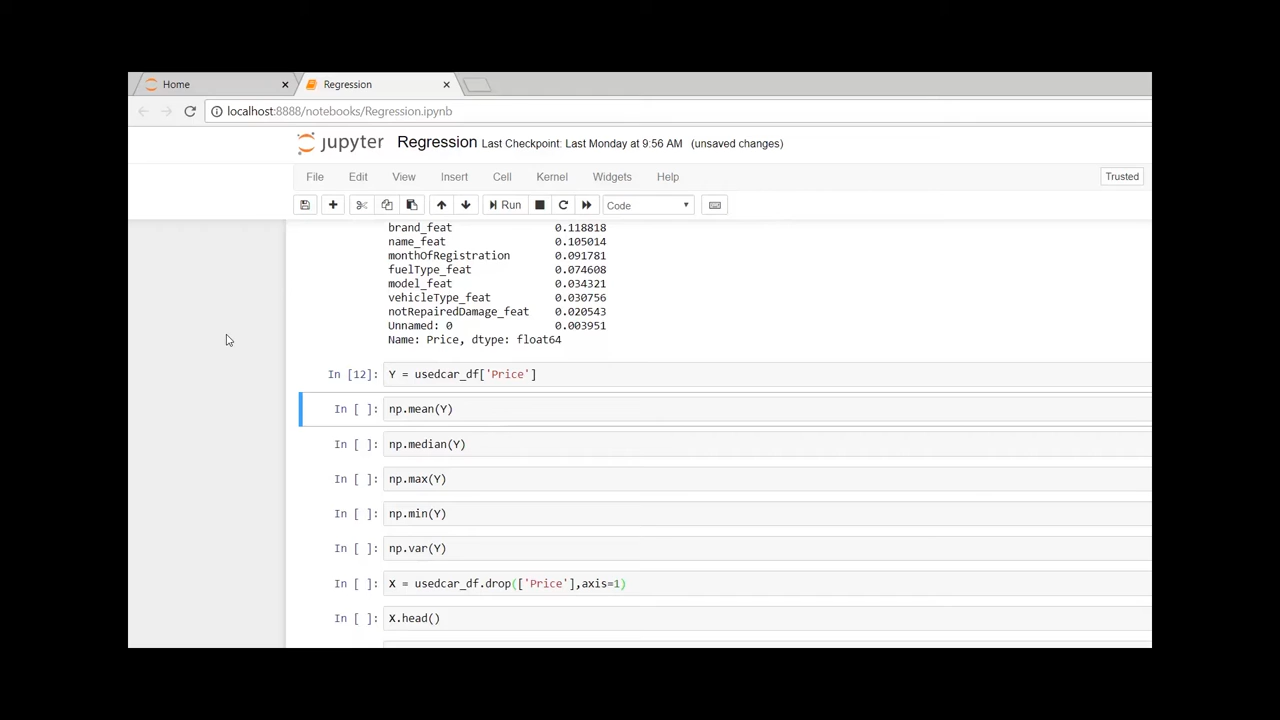 Home
Regression
localhost:8888/notebooks/Regression.ipynb
jupyter Regression Last Checkpoint: Last Monday at 9:56 AM (unsaved changes)
File Edit View Insert Cell Kernel Widgets Help Trusted
Run Code
brand_feat 0.118818
name_feat 0.105014
monthOfRegistration 0.091781
fuelType_feat 0.074608
model_feat 0.034321
vehicleType_feat 0.030756
notRepairedDamage_feat 0.020543
Unnamed: 0 0.003951
Name: Price, dtype: float64
In [12]: Y = usedcar_df['Price']
In [ ]: np.mean(Y)
In [ ]: np.median(Y)
In [ ]: np.max(Y)
In [ ]: np.min(Y)
In [ ]: np.var(Y)
In [ ]: X = usedcar_df.drop(['Price'],axis=1)
In [ ]: X.head()